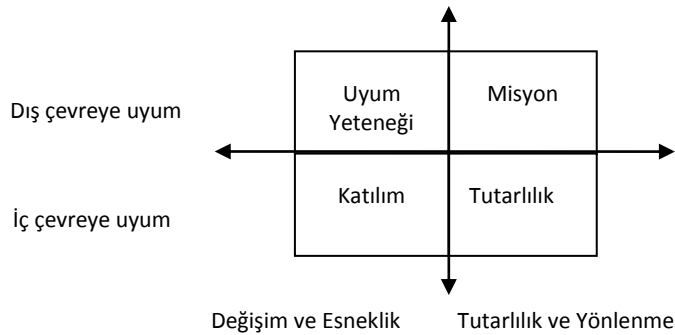 Dış çevreye uyum
Uyum
Yeteneği
Misyon
İç çevreye uyum
Katılım
Tutarlılık
Değişim ve Esneklik
Tutarlılık ve Yönlenme